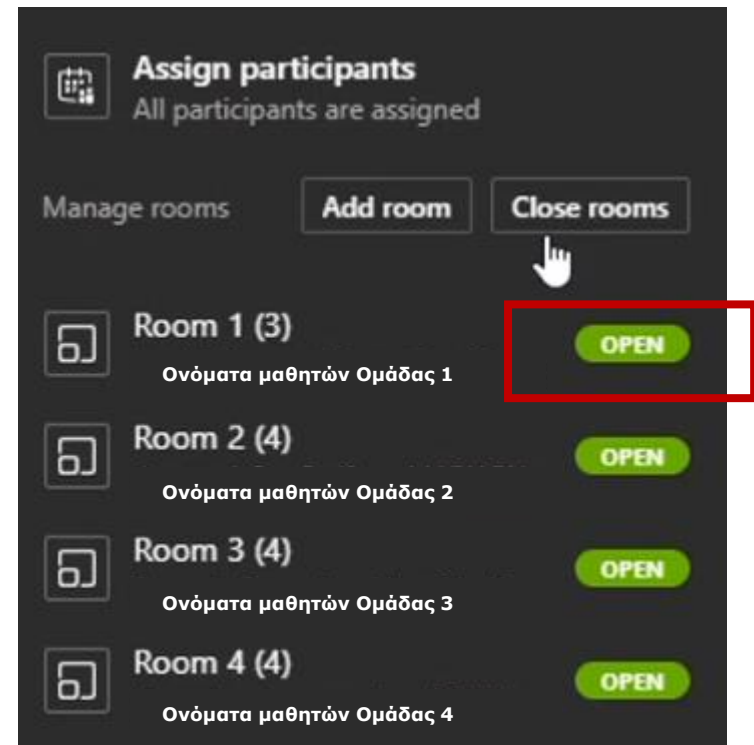 Assign participants
All participants are assigned
Manage rooms Add room Close rooms
Room 1 (3) OPEN
Ονόματα μαθητών Ομάδας 1
Room 2 (4) OPEN
Ονόματα μαθητών Ομάδας 2
Room 3 (4) OPEN
Ονόματα μαθητών Ομάδας 3
Room 4 (4) OPEN
Ονόματα μαθητών Ομάδας 4